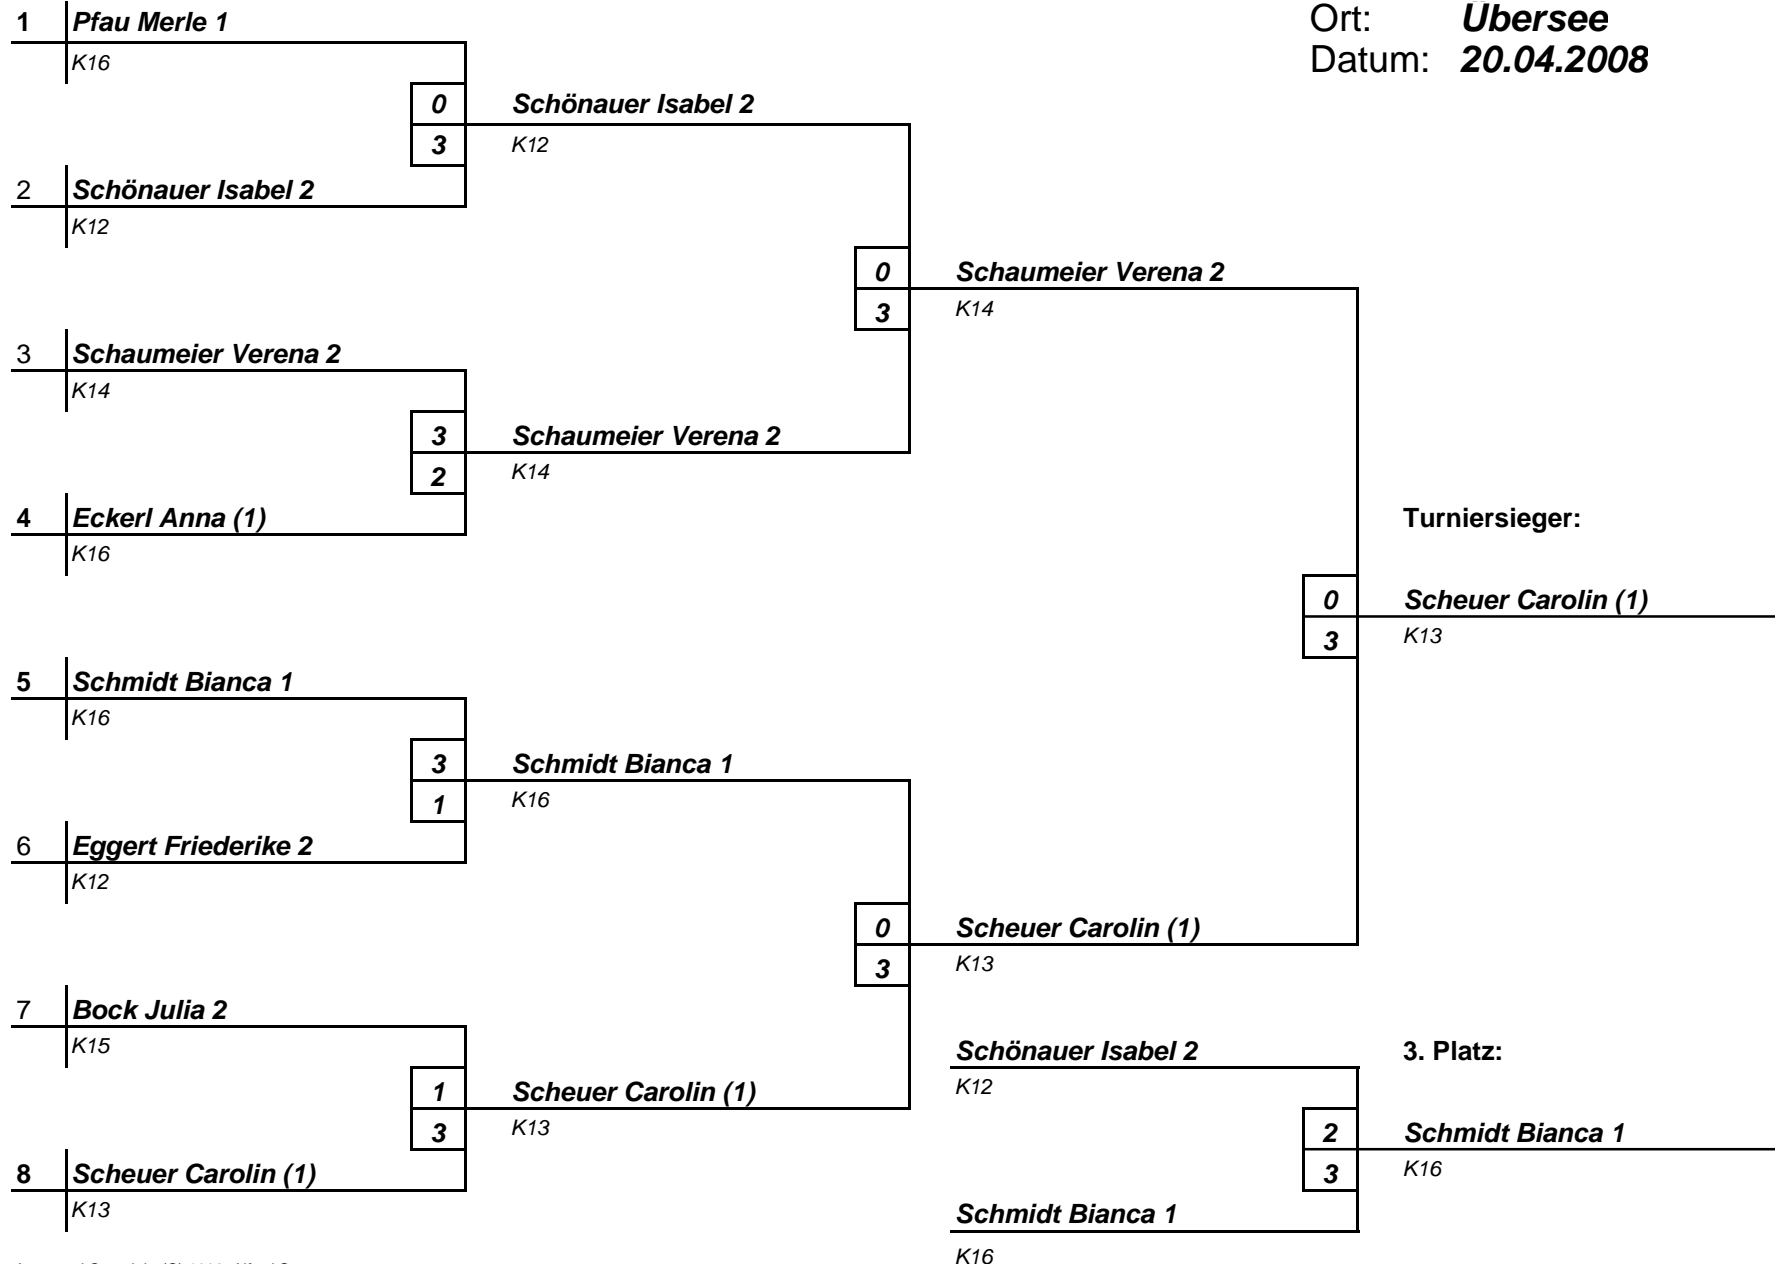 1 Pfau Merle 1
K16
Ort: Übersee
Datum: 20.04.2008
0 Schönauer Isabel 2
3 K12
2 Schönauer Isabel 2
K12
0 Schaumeier Verena 2
3 K14
3 Schaumeier Verena 2
K14
3 Schaumeier Verena 2
2 K14
4 Eckerl Anna (1)
K16
Turniersieger:
0 Scheuer Carolin (1)
3 K13
5 Schmidt Bianca 1
K16
3 Schmidt Bianca 1
1 K16
6 Eggert Friederike 2
K12
0 Scheuer Carolin (1)
3 K13
7 Bock Julia 2
K15
Schönauer Isabel 2 3. Platz:
K12
1 Scheuer Carolin (1)
3 K13
2 Schmidt Bianca 1
3 K16
8 Scheuer Carolin (1)
K13
Schmidt Bianca 1
K16